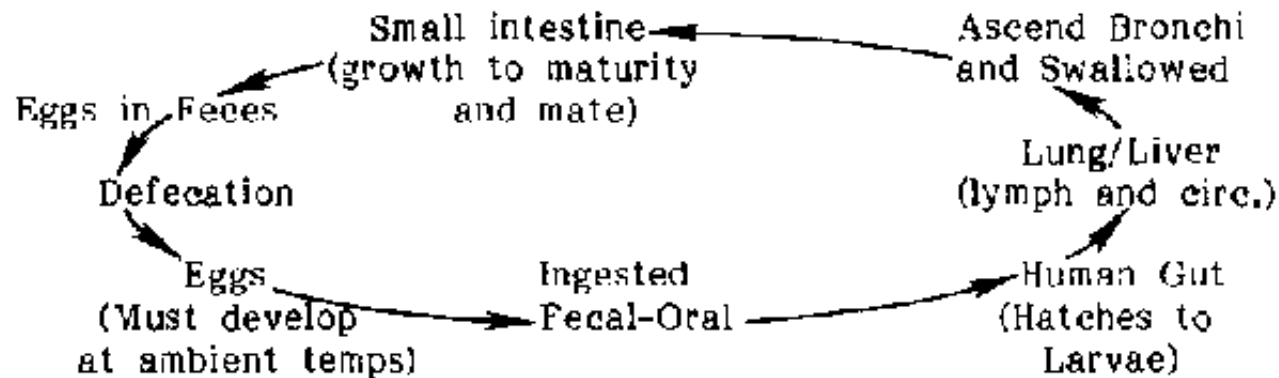 Small intestine
(growth to maturity
and mate)
Ascend Bronchi
and Swallowed
Eggs in Feces
Lung/Liver
(lymph and circ.)
Defecation
Eggs
(Must develop
at ambient temps)
Ingested
Fecal-Oral
Human Gut
(Hatches to
Larvae)